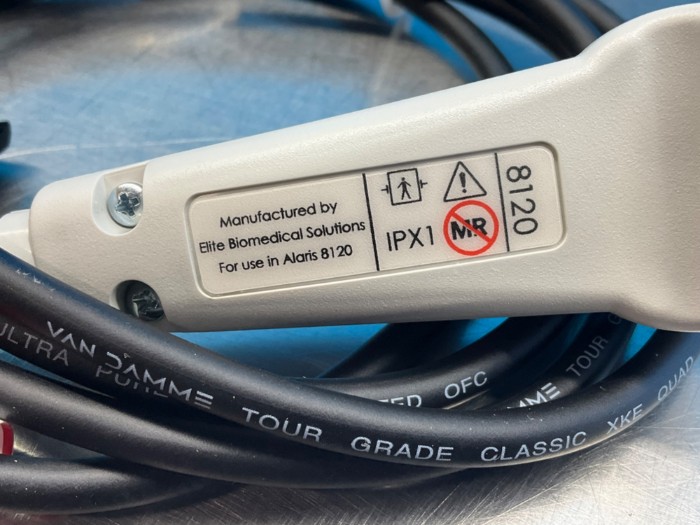 Manufactured by
Elite Biomedical Solutions
For use in Alaris 8120
IPX1
MR
8120
VAN DAMME TOUR GRADE CLASSIC XKE QUAD
ULTRA
OFC
TOUR